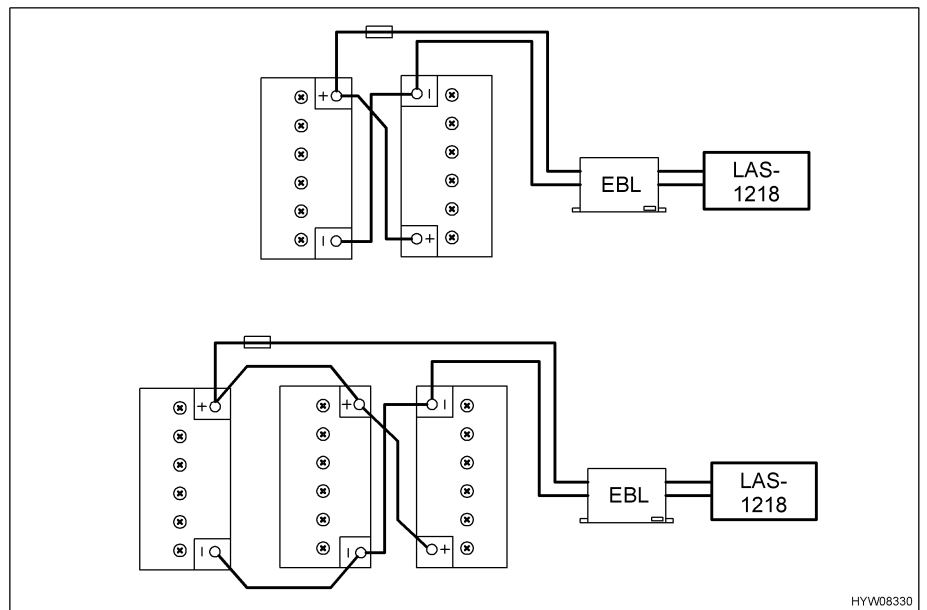 +
I
I
+
EBL
LAS-
1218
+
+
I
I
I
+
EBL
LAS-
1218
HYW08330